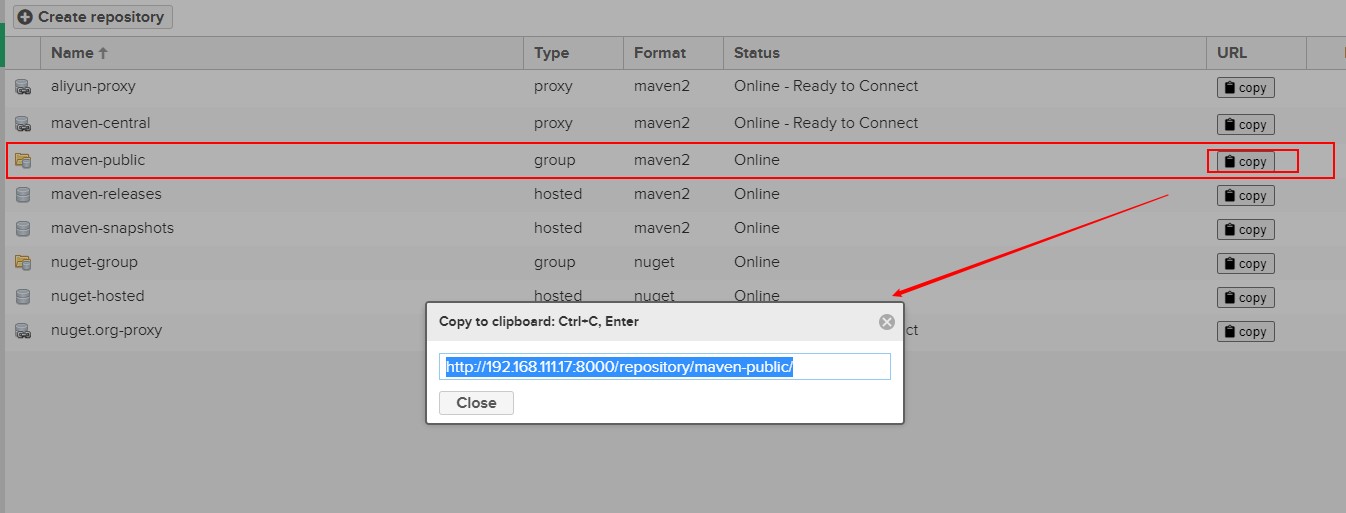 Create repository
Name Type Format Status URL
aliyun-proxy proxy maven2 Online - Ready to Connect copy
maven-central proxy maven2 Online - Ready to Connect copy
maven-public group maven2 Online copy
maven-releases hosted maven2 Online copy
maven-snapshots hosted maven2 Online copy
nuget-group group nuget Online copy
nuget-hosted hosted nuget Online copy
nuget.org-proxy ct copy
Copy to clipboard: Ctrl+C, Enter
http://192.168.111.17:8000/repository/maven-public/
Close